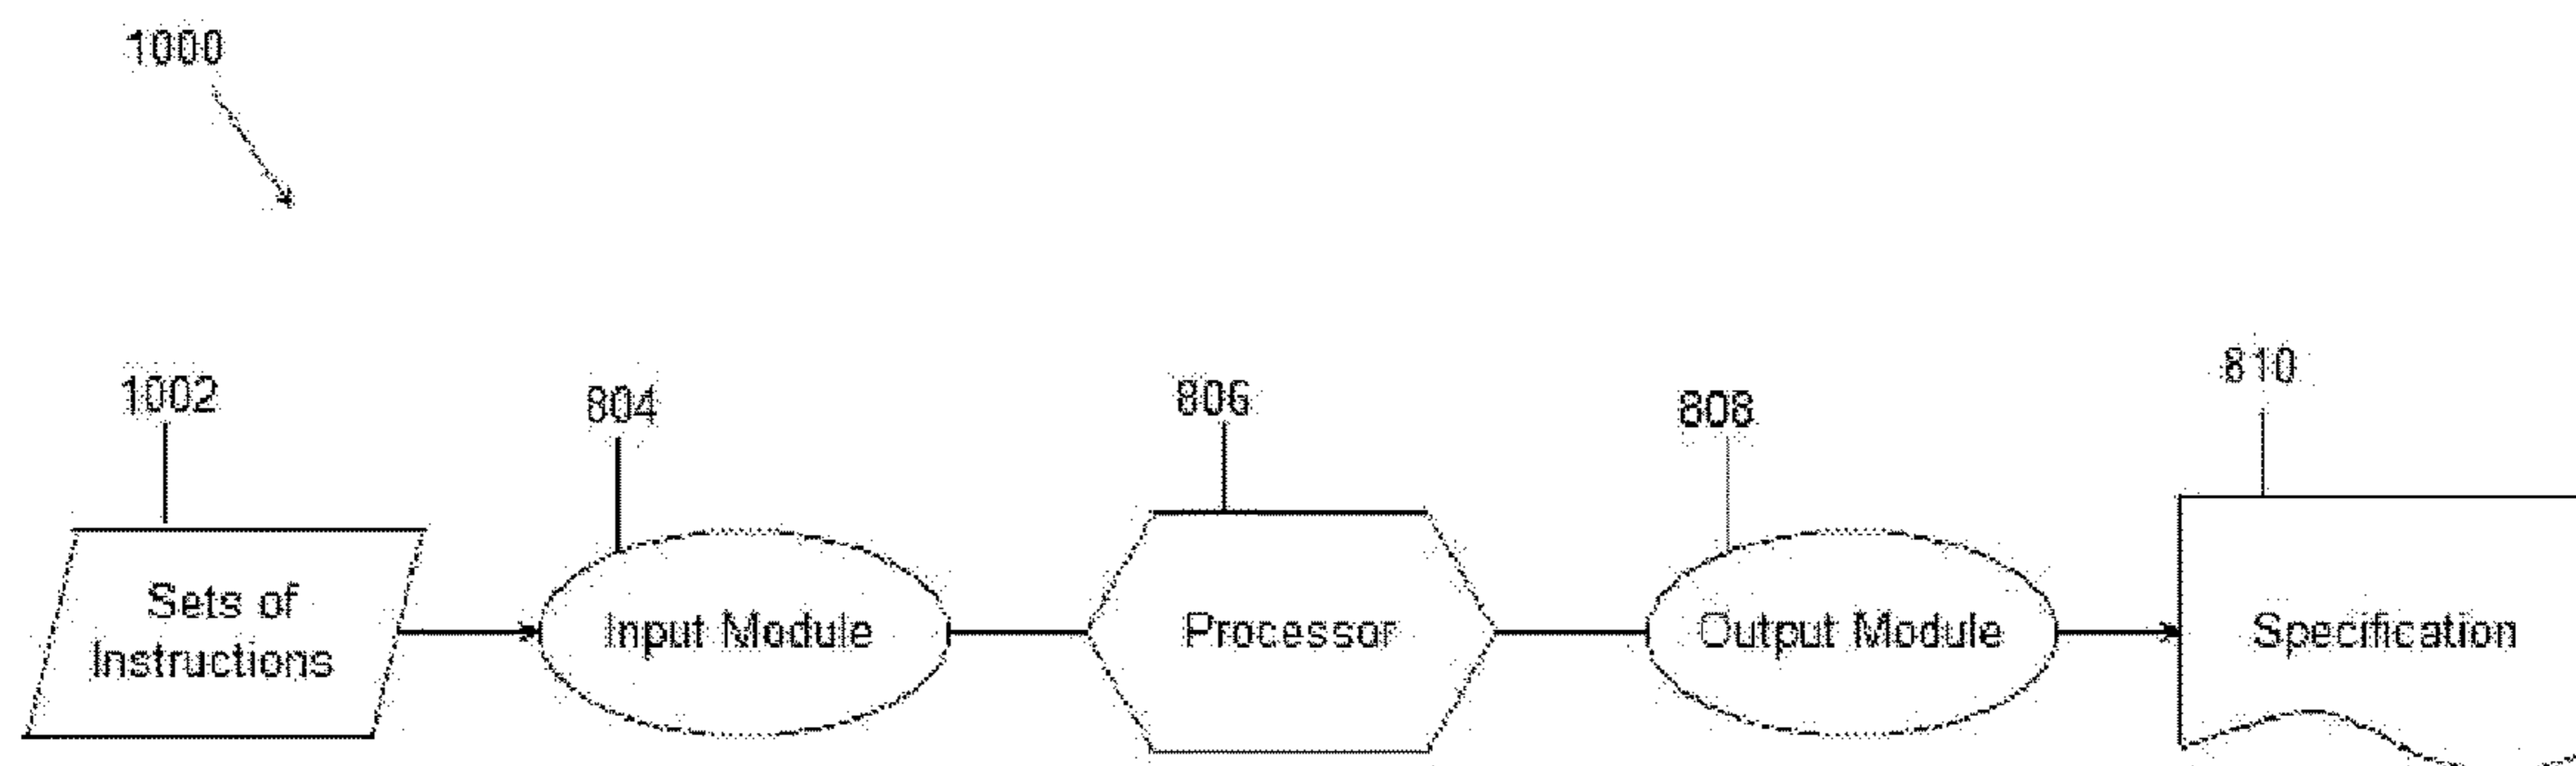 1000
1002
804
806
808
810
Sets of
Instructions
Input Module
Processor
Output Module
Specification